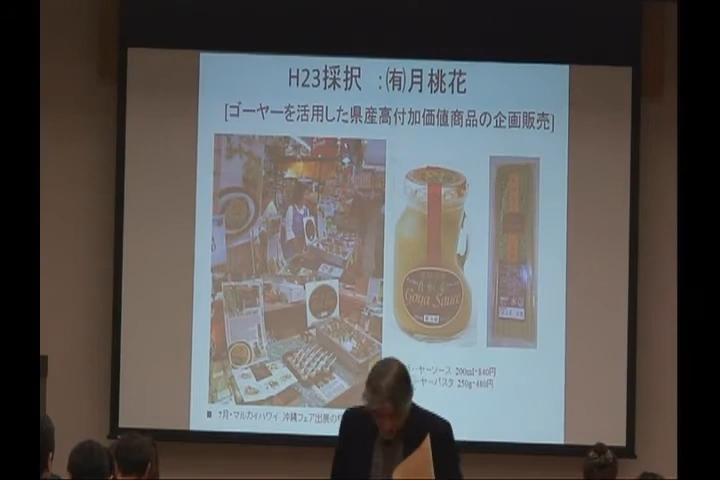 H23採択 :㈲月桃花
[ゴーヤーを活用した県産高付加価値商品の企画販売]
Goya Sauce
ーヤーソース 200ml・840円
ーヤーパスタ 250g・480円
■ 7月・マルカイハワイ 沖縄フェア出展の